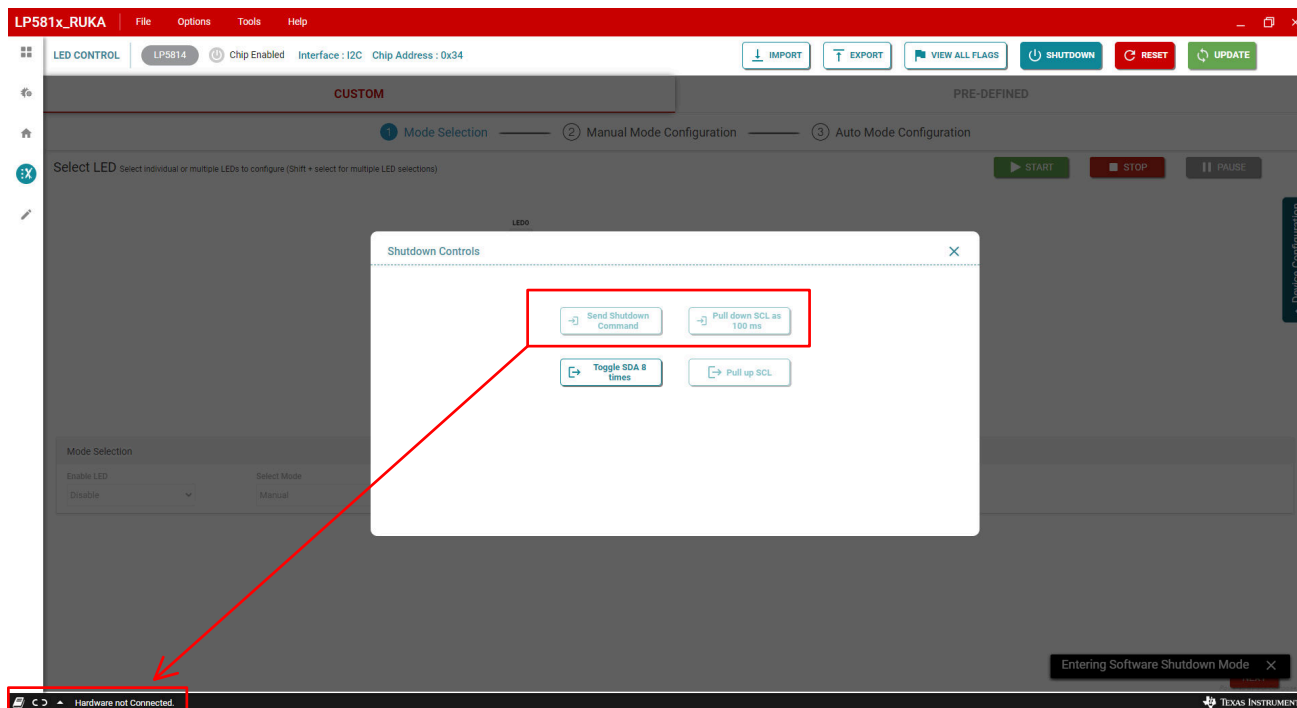 LP581x_RUKA File Options Tools Help
LED CONTROL LP5814 Chip Enabled Interface : I2C Chip Address : 0x34 IMPORT EXPORT VIEW ALL FLAGS SHUTDOWN RESET UPDATE
CUSTOM PRE-DEFINED
1 Mode Selection 2 Manual Mode Configuration 3 Auto Mode Configuration
Select LED Select individual or multiple LEDs to configure (Shift + select for multiple LED selections) START STOP PAUSE
LED0
Device Configuration
Shutdown Controls
Send Shutdown Command
Pull down SCL as 100 ms
Toggle SDA 8 times
Pull up SCL
Mode Selection
Enable LED Select Mode
Disable Manual
Entering Software Shutdown Mode
NEXT
Hardware not Connected. TEXAS INSTRUMENT